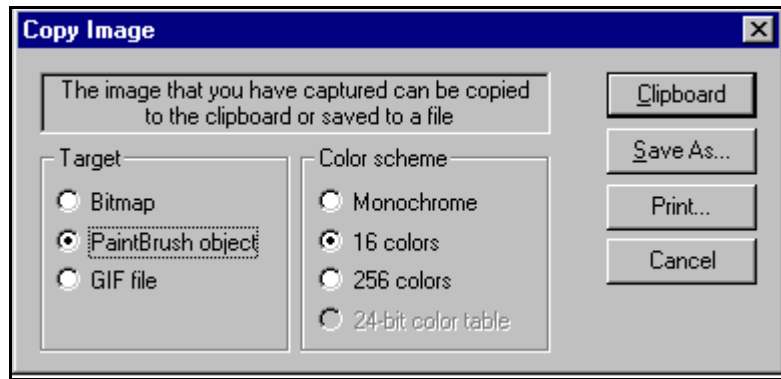 Copy Image
The image that you have captured can be copied
to the clipboard or saved to a file
Target
Bitmap
PaintBrush object
GIF file
Color scheme
Monochrome
16 colors
256 colors
24-bit color table
Clipboard
Save As...
Print...
Cancel